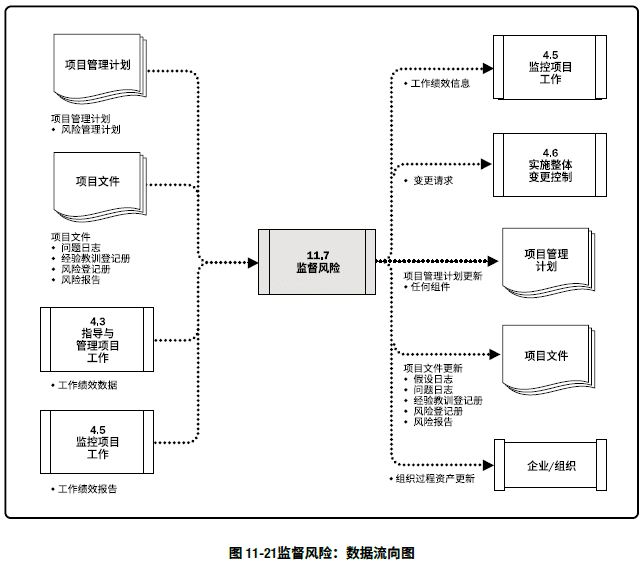 项目管理计划
项目管理计划
• 风险管理计划
项目文件
项目文件
• 问题日志
• 经验教训登记册
• 风险登记册
• 风险报告
4.3
指导与
管理项目
工作
• 工作绩效数据
4.5
监控项目
工作
• 工作绩效报告
11.7
监督风险
4.5
监控项目
工作
• 工作绩效信息
4.6
实施整体
变更控制
• 变更请求
项目管理
计划
项目管理计划更新
• 任何组件
项目文件
项目文件更新
• 假设日志
• 问题日志
• 经验教训登记册
• 风险登记册
• 风险报告
企业/组织
• 组织过程资产更新
图 11-21监督风险：数据流向图